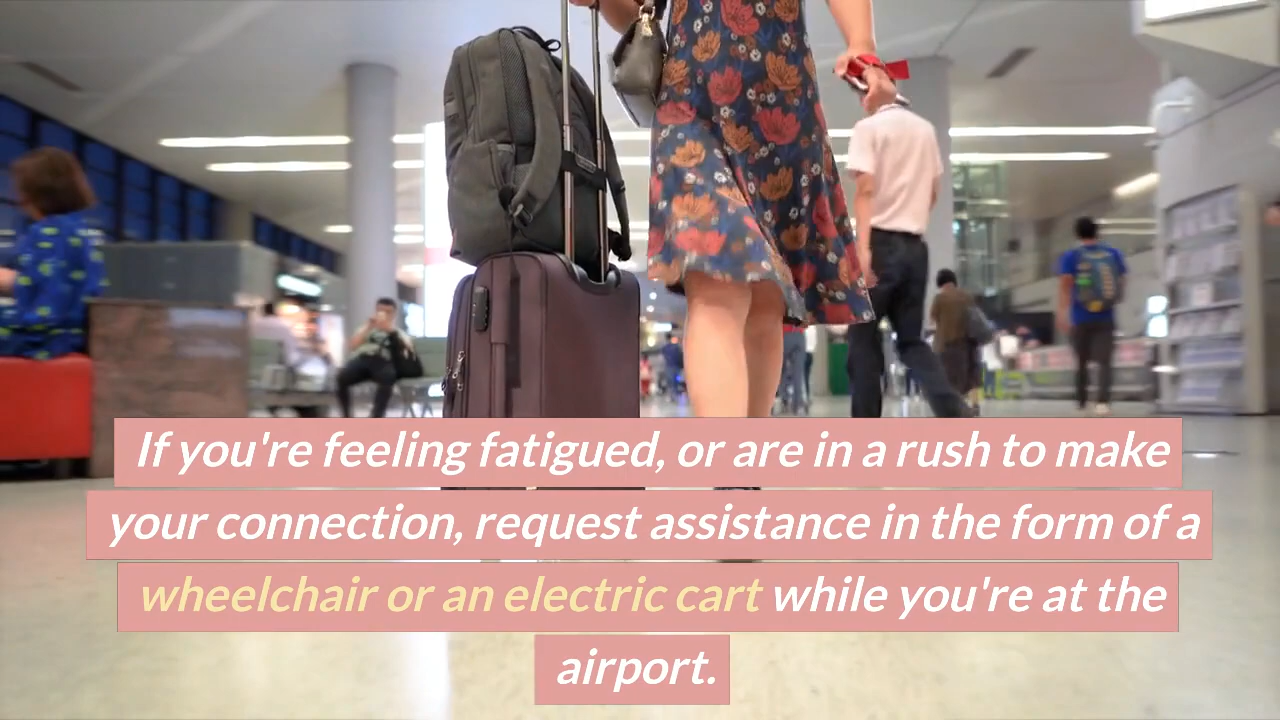 If you're feeling fatigued, or are in a rush to make
your connection, request assistance in the form of a
wheelchair or an electric cart while you're at the
airport.